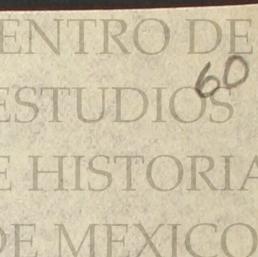 ENTRO DE
60
ESTUDIOS
E HISTORIA
DE MEXICO